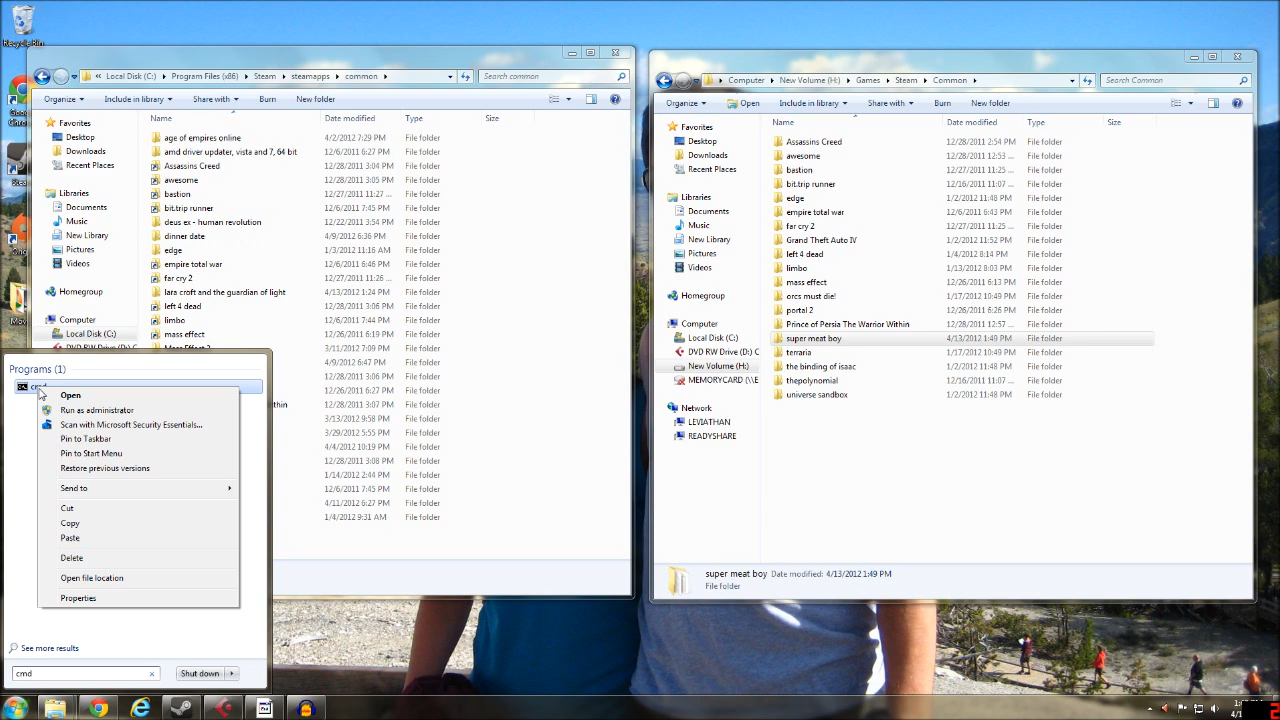 Recycle Bin
Local Disk (C:) Program Files (x86) Steam steamapps common
Search common
Organize Include in library Share with Burn New folder
Favorites
Desktop
Downloads
Recent Places
Libraries
Documents
Music
New Library
Pictures
Videos
Homegroup
Computer
Local Disk (C:)
DVD RW Drive (D:) C
Name Date modified Type Size
age of empires online 4/2/2012 7:29 PM File folder
amd driver updater, vista and 7, 64 bit 12/6/2011 6:27 PM File folder
Assassins Creed 12/28/2011 3:04 PM File folder
awesome 12/28/2011 3:05 PM File folder
bastion 12/27/2011 11:27 ... File folder
bit.trip runner 12/6/2011 7:45 PM File folder
deus ex - human revolution 12/22/2011 3:54 PM File folder
dinner date 4/9/2012 6:36 PM File folder
edge 1/3/2012 11:16 AM File folder
empire total war 12/6/2011 6:46 PM File folder
far cry 2 12/27/2011 11:26 ... File folder
lara croft and the guardian of light 4/13/2012 1:24 PM File folder
left 4 dead 12/28/2011 3:06 PM File folder
limbo 12/6/2011 7:44 PM File folder
mass effect 12/26/2011 6:19 PM File folder
Mass Effect 2 3/11/2012 7:09 PM File folder
4/9/2012 6:47 PM File folder
12/28/2011 3:06 PM File folder
12/26/2011 6:27 PM File folder
thin 12/28/2011 3:07 PM File folder
3/13/2012 9:58 PM File folder
3/29/2012 5:55 PM File folder
4/4/2012 10:19 PM File folder
12/28/2011 3:08 PM File folder
1/14/2012 2:44 PM File folder
12/6/2011 7:45 PM File folder
4/11/2012 6:27 PM File folder
1/4/2012 9:31 AM File folder
Programs (1)
cmd
Open
Run as administrator
Scan with Microsoft Security Essentials...
Pin to Taskbar
Pin to Start Menu
Restore previous versions
Send to
Cut
Copy
Paste
Delete
Open file location
Properties
See more results
cmd
Shut down
Computer New Volume (H:) Games Steam Common
Search Common
Organize Open Include in library Share with Burn New folder
Favorites
Desktop
Downloads
Recent Places
Libraries
Documents
Music
New Library
Pictures
Videos
Homegroup
Computer
Local Disk (C:)
DVD RW Drive (D:) C
New Volume (H:)
MEMORYCARD (\\E
Network
LEVIATHAN
READYSHARE
Name Date modified Type Size
Assassins Creed 12/28/2011 2:54 PM File folder
awesome 12/28/2011 12:53 ... File folder
bastion 12/27/2011 11:25 ... File folder
bit.trip runner 12/16/2011 11:07 ... File folder
edge 1/2/2012 11:48 PM File folder
empire total war 12/6/2011 6:43 PM File folder
far cry 2 12/27/2011 11:25 ... File folder
Grand Theft Auto IV 1/2/2012 11:52 PM File folder
left 4 dead 1/4/2012 8:14 PM File folder
limbo 1/13/2012 8:03 PM File folder
mass effect 12/26/2011 6:13 PM File folder
orcs must die! 1/17/2012 10:49 PM File folder
portal 2 12/26/2011 6:26 PM File folder
Prince of Persia The Warrior Within 12/28/2011 12:57 ... File folder
super meat boy 4/13/2012 1:49 PM File folder
terraria 1/17/2012 10:49 PM File folder
the binding of isaac 1/2/2012 11:48 PM File folder
thepolynomial 12/16/2011 11:07 ... File folder
universe sandbox 1/2/2012 11:48 PM File folder
super meat boy Date modified: 4/13/2012 1:49 PM
File folder